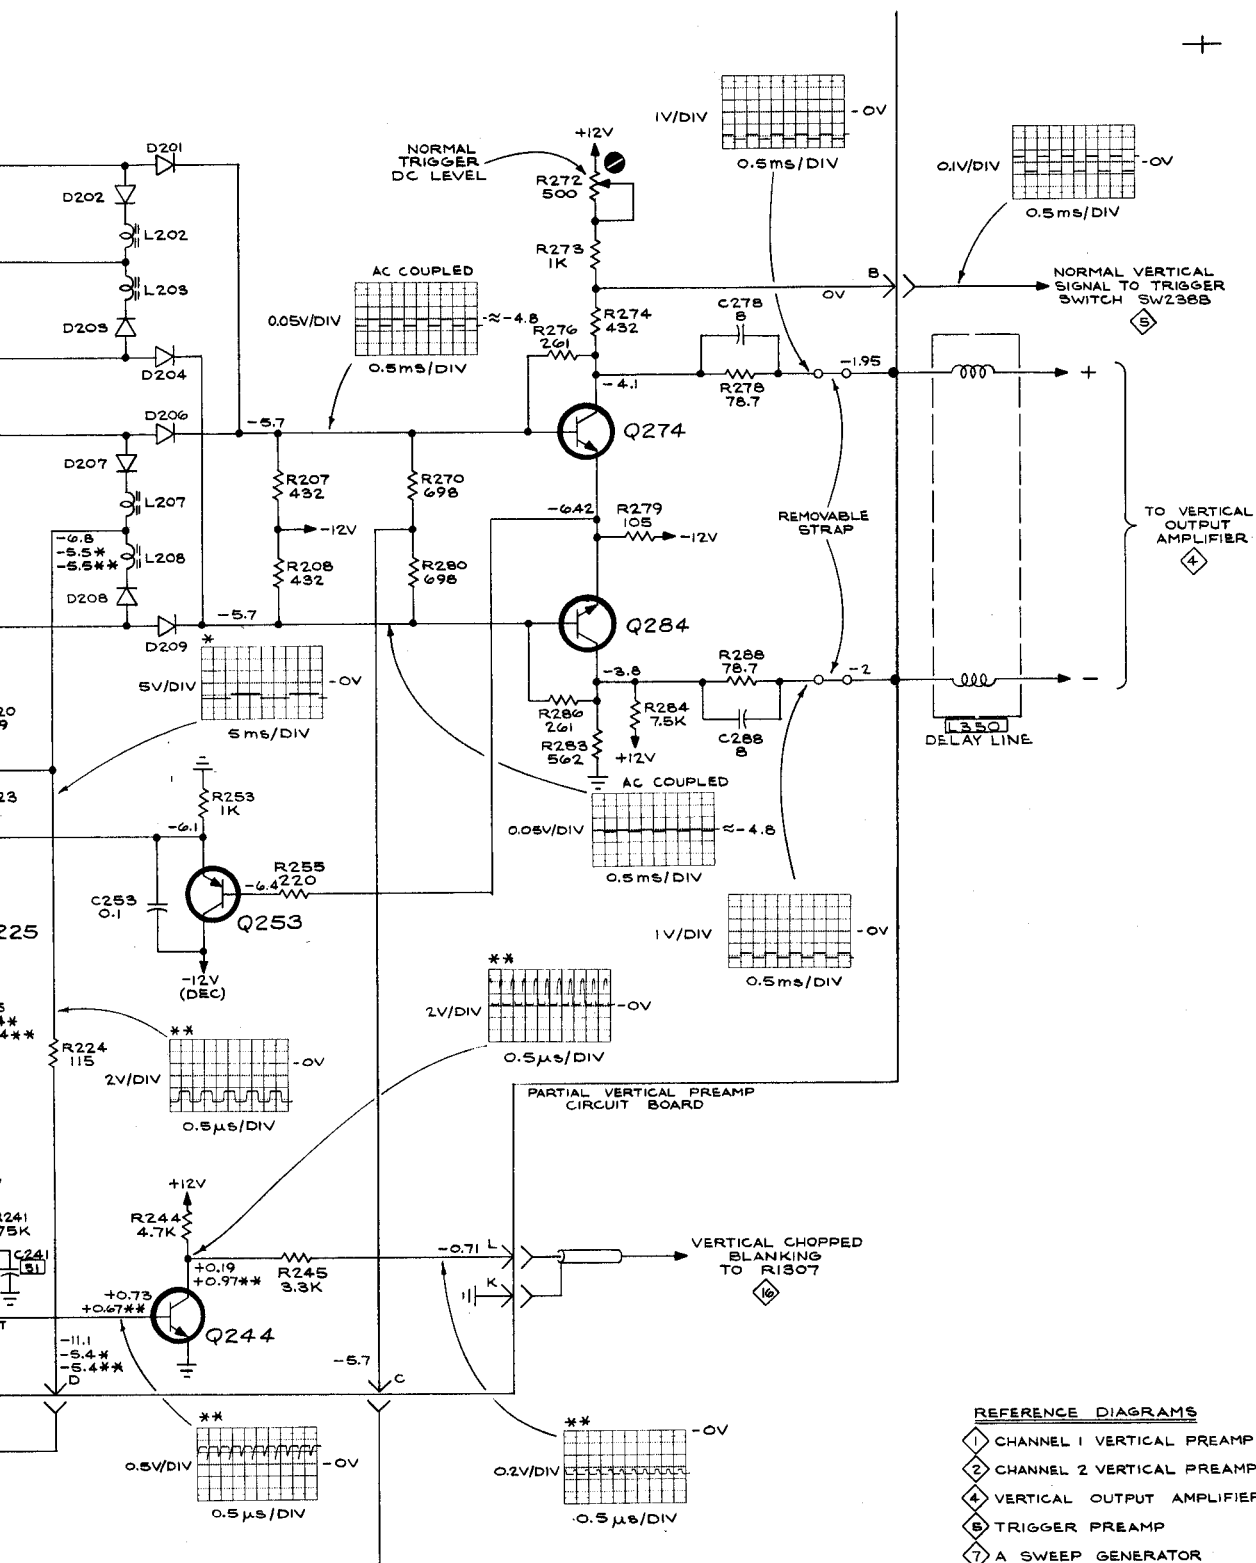 1V/DIV
-0V
0.5ms/DIV
+12V
NORMAL
TRIGGER
DC LEVEL
R272
500
0.1V/DIV
-0V
0.5ms/DIV
D201
D202
L202
L203
D203
D204
R273
1K
AC COUPLED
0.05V/DIV
≈-4.8
0.5ms/DIV
B
0V
NORMAL VERTICAL
SIGNAL TO TRIGGER
SWITCH SW238B
5
R276
261
R274
432
C278
8
-4.1
R278
78.7
-1.95
+
D206
-5.7
Q274
D207
L207
R207
432
R270
698
-12V
-6.42
R279
105
-12V
REMOVABLE
STRAP
TO VERTICAL
OUTPUT
AMPLIFIER
4
-6.8
-5.5*
-5.5**
L208
D208
R208
432
R280
698
-5.7
Q284
D209
*
5V/DIV
-0V
5ms/DIV
-3.8
R288
78.7
-2
-
R286
261
R284
7.5K
C288
8
R283
562
+12V
L350
DELAY LINE
20
9
23
R253
1K
-6.1
AC COUPLED
0.05V/DIV
≈-4.8
0.5ms/DIV
R255
220
-6.4
C253
0.1
Q253
225
-12V
(DEC)
1V/DIV
-0V
0.5ms/DIV
**
2V/DIV
-0V
0.5µs/DIV
4**
R224
115
**
2V/DIV
-0V
0.5µs/DIV
PARTIAL VERTICAL PREAMP
CIRCUIT BOARD
+12V
R244
4.7K
R241
75K
C241
S1
+0.19
+0.97**
R245
3.3K
-0.71
L
K
VERTICAL CHOPPED
BLANKING
TO R1307
16
+0.73
+0.67**
Q244
-11.1
-5.4*
-5.4**
D
-5.7
C
**
0.5V/DIV
-0V
0.5µs/DIV
**
0.2V/DIV
-0V
0.5µs/DIV
REFERENCE DIAGRAMS
1 CHANNEL 1 VERTICAL PREAMP
2 CHANNEL 2 VERTICAL PREAMP
4 VERTICAL OUTPUT AMPLIFIER
5 TRIGGER PREAMP
7 A SWEEP GENERATOR